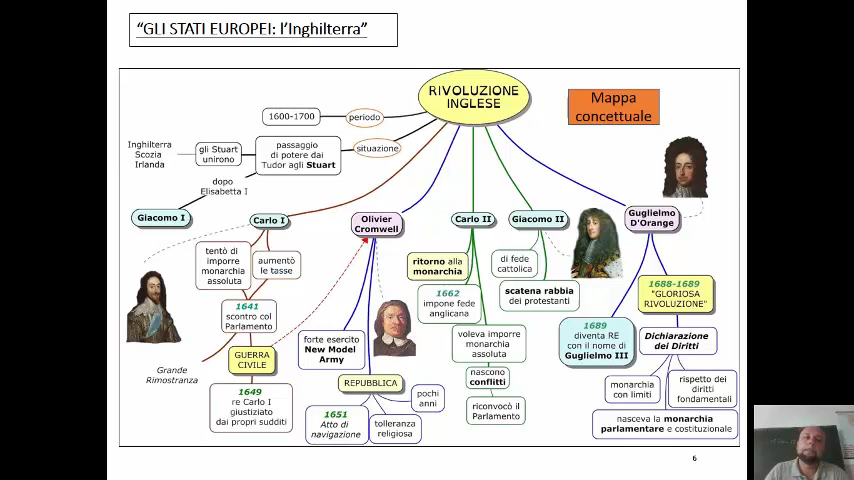 “GLI STATI EUROPEI: l’Inghilterra”
RIVOLUZIONE
INGLESE
Mappa
concettuale
1600-1700
periodo
situazione
passaggio
di potere dai
Tudor agli Stuart
gli Stuart
unirono
Inghilterra
Scozia
Irlanda
dopo
Elisabetta I
Giacomo I
Carlo I
tentò di
imporre
monarchia
assoluta
aumentò
le tasse
1641
scontro col
Parlamento
Grande
Rimostranza
GUERRA
CIVILE
1649
re Carlo I
giustiziato
dai propri sudditi
Olivier
Cromwell
forte esercito
New Model
Army
REPUBBLICA
pochi
anni
1651
Atto di
navigazione
tolleranza
religiosa
Carlo II
ritorno alla
monarchia
1662
impone fede
anglicana
voleva imporre
monarchia
assoluta
nascono
conflitti
riconvocò il
Parlamento
Giacomo II
di fede
cattolica
scatena rabbia
dei protestanti
Guglielmo
D'Orange
1689
diventa RE
con il nome di
Guglielmo III
1688-1689
"GLORIOSA
RIVOLUZIONE"
Dichiarazione
dei Diritti
monarchia
con limiti
rispetto dei
diritti
fondamentali
nasceva la monarchia
parlamentare e costituzionale
6